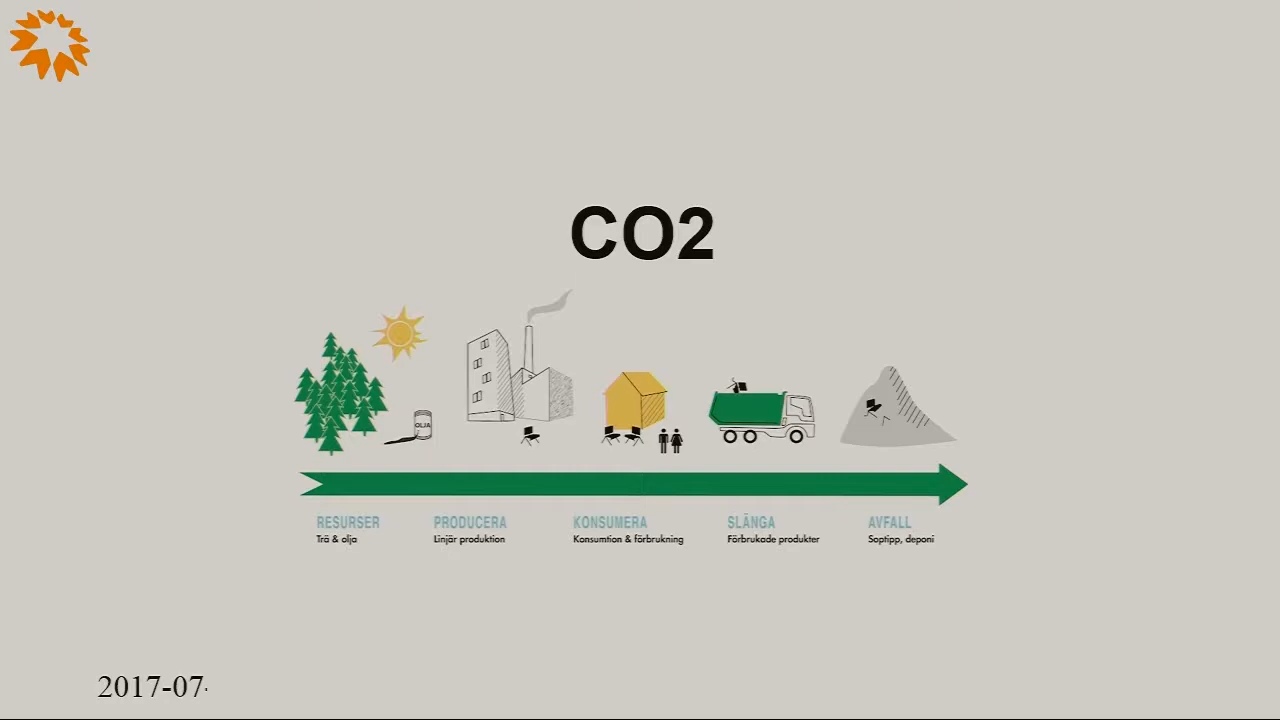 CO2
OLJA
RESURSER PRODUCERA KONSUMERA SLÄNGA AVFALL
Trä & olja Linjär produktion Konsumtion & förbrukning Förbrukade produkter Soptipp, deponi
2017-07-